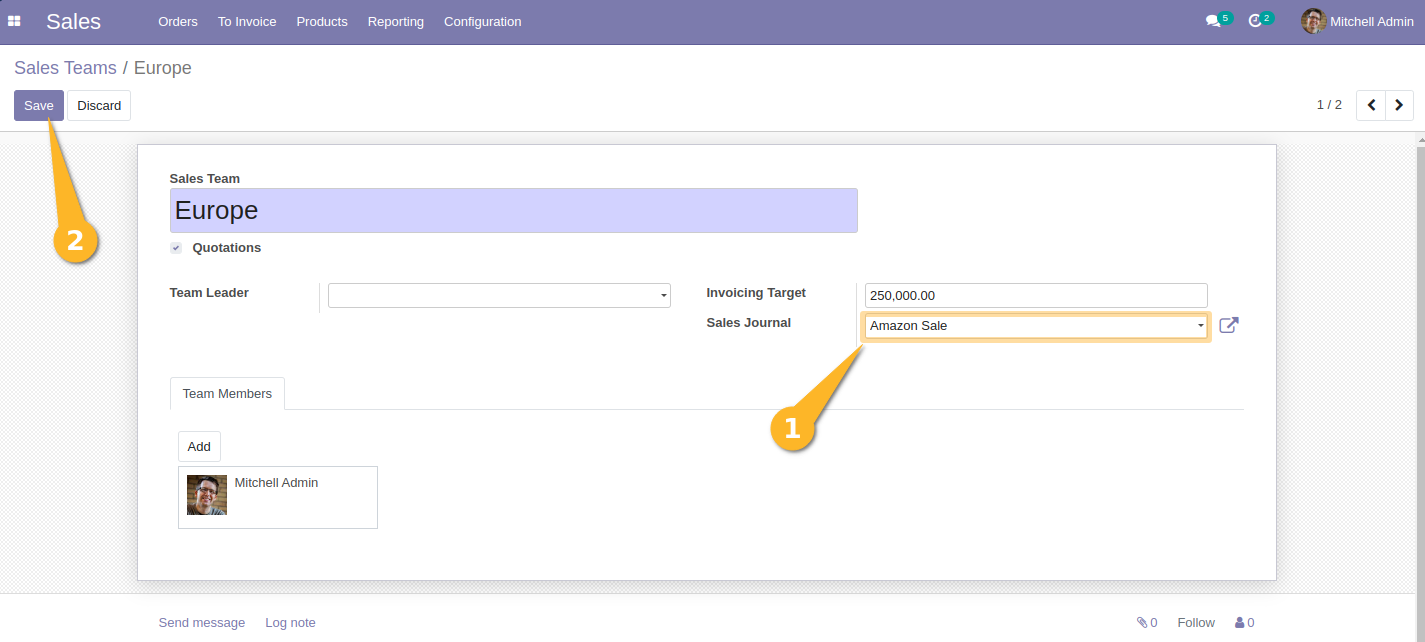 Sales Orders To Invoice Products Reporting Configuration 5 2 Mitchell Admin
Sales Teams / Europe
Save Discard 1 / 2
Sales Team
Europe
Quotations
2
Team Leader Invoicing Target 250,000.00
Sales Journal Amazon Sale
Team Members
1
Add
Mitchell Admin
Send message Log note 0 Follow 0